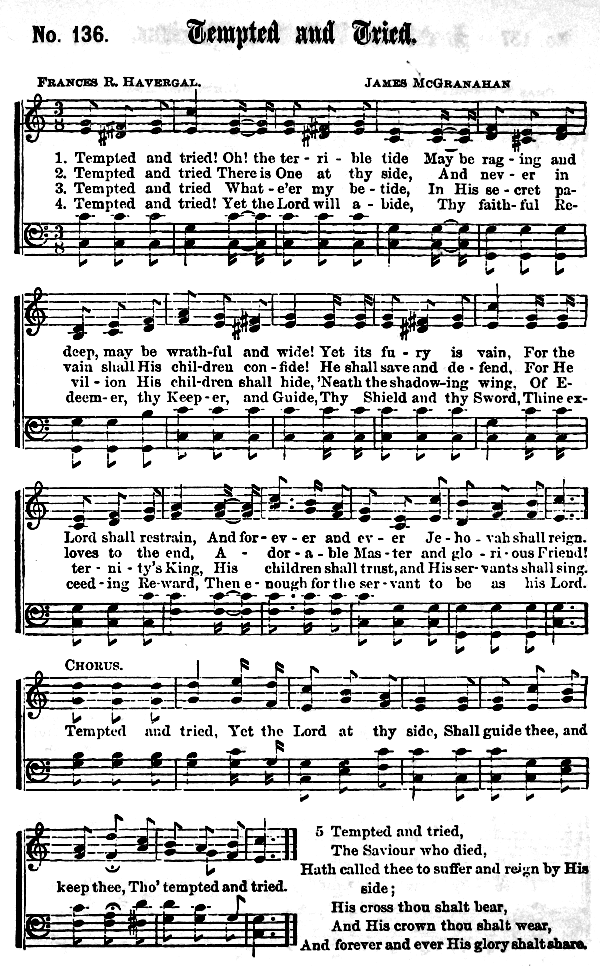 No. 136. Tempted and Tried.
FRANCES R. HAVERGAL. JAMES MCGRANAHAN
1. Tempted and tried! Oh! the ter - ri - ble tide May be rag - ing and
2. Tempted and tried There is One at thy side, And nev - er in
3. Tempted and tried What - e'er my be - tide, In His se - cret pa-
4. Tempted and tried! Yet the Lord will a - bide, Thy faith - ful Re-
deep, may be wrath-ful and wide! Yet its fu - ry is vain, For the
vain shall His chil-dren con-fide! He shall save and de - fend, For He
vil - ion His chil-dren shall hide, 'Neath the shadow-ing wing, Of E-
deem-er, thy Keep-er, and Guide, Thy Shield and thy Sword, Thine ex-
Lord shall restrain, And for-ev-er and ev - er Je-ho-vah shall reign.
loves to the end, A - dor-a-ble Mas-ter and glo-ri-ous Friend!
ter - ni-ty's King, His children shall trust, and His ser-vants shall sing.
ceed-ing Re-ward, Then e-nough for the ser-vant to be as his Lord.
CHORUS.
Tempted and tried, Yet the Lord at thy side, Shall guide thee, and
keep thee, Tho' tempted and tried.
5 Tempted and tried,
The Saviour who died,
Hath called thee to suffer and reign by His
side;
His cross thou shalt bear,
And His crown thou shalt wear,
And forever and ever His glory shalt share.